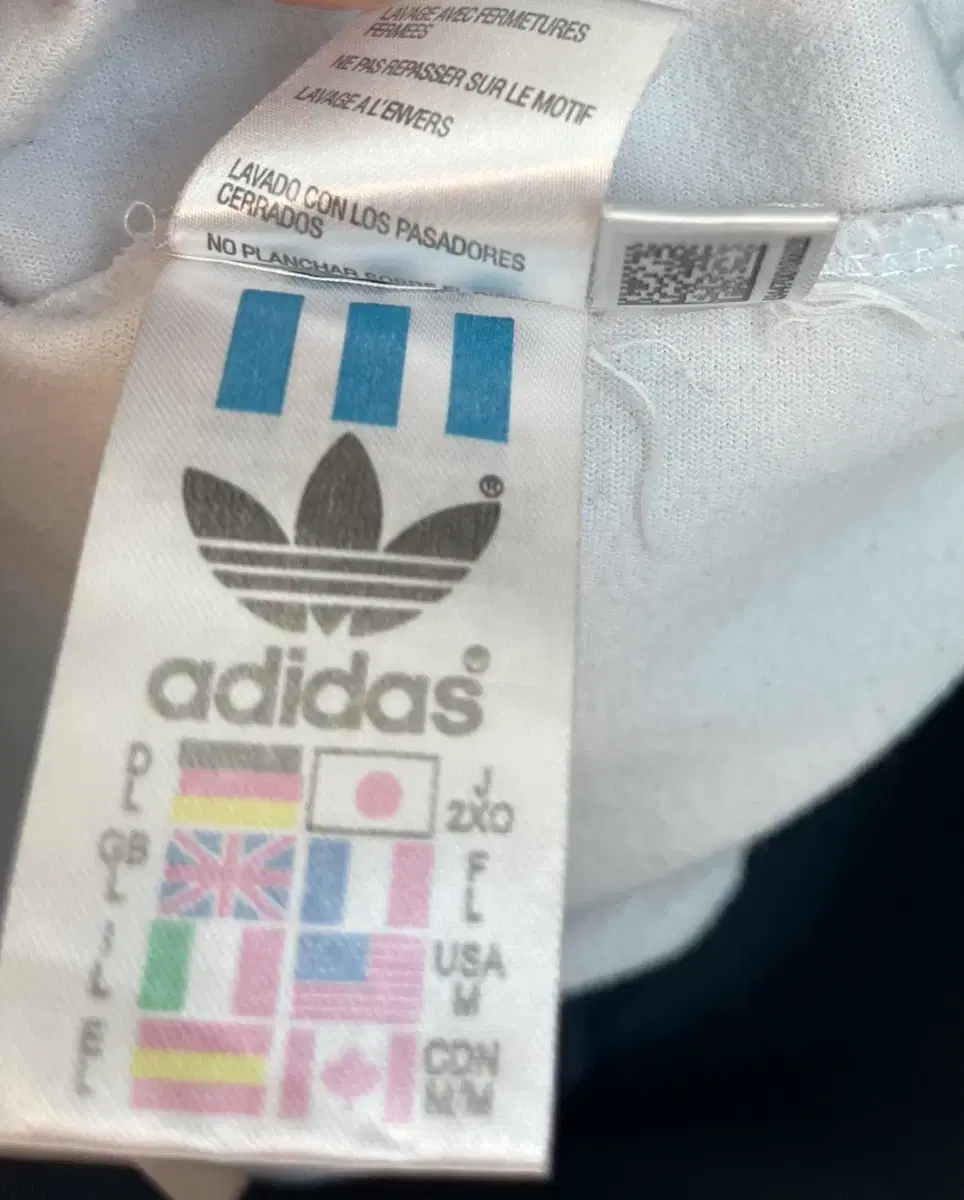 LAVAGE AVEC FERMETURES
FERMEES
NE PAS REPASSER SUR LE MOTIF
LAVAGE A L'ENVERS
LAVADO CON LOS PASADORES
CERRADOS
NO PLANCHAR SOBRE
®
adidas®
D
L
J
2XO
GB
L
F
L
I
L
USA
M
E
L
CDN
M/M